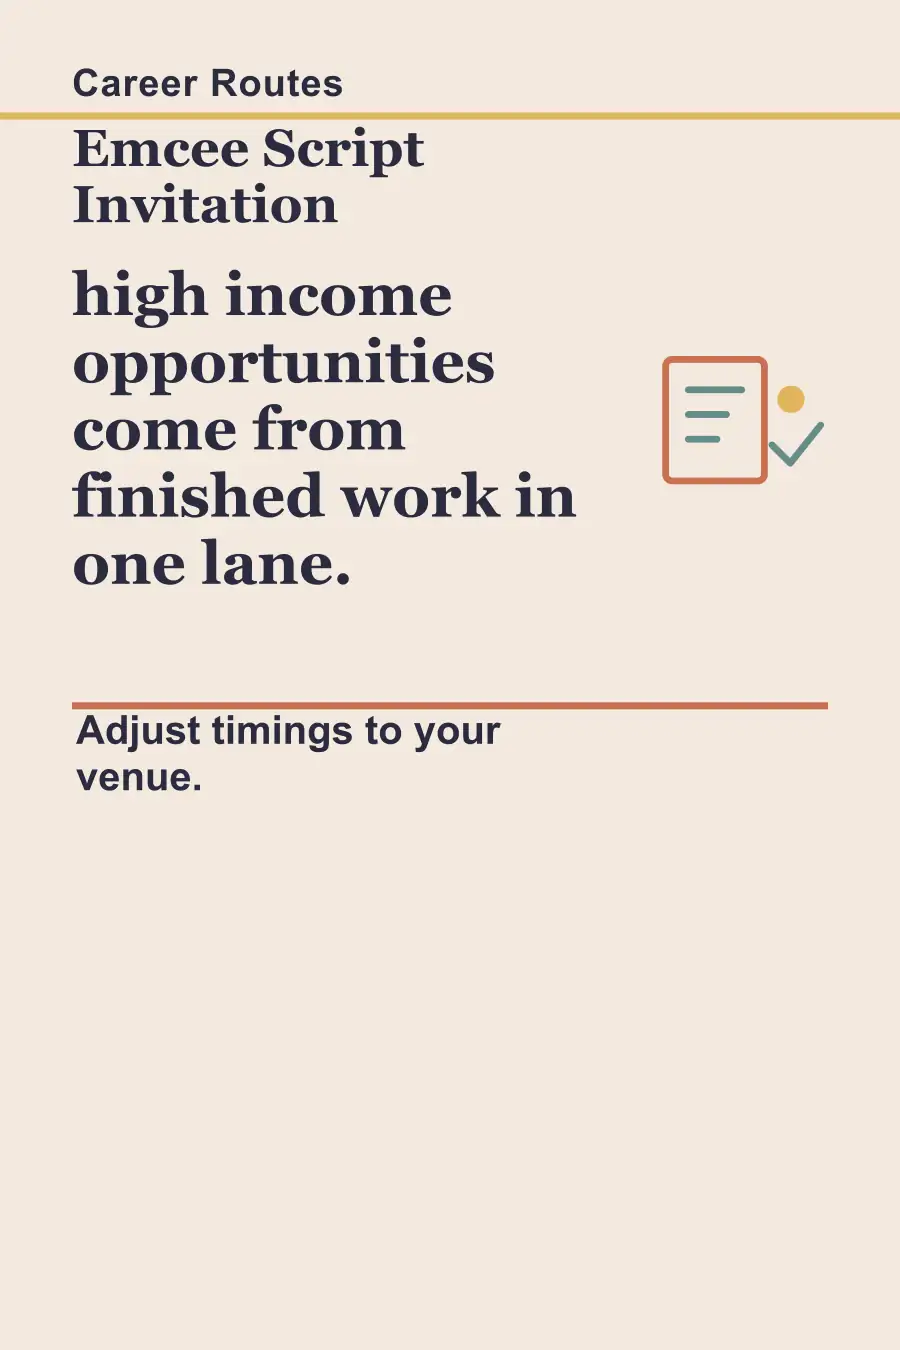 Career Routes
Emcee Script
Invitation
high income
opportunities
come from
finished work in
one lane.
Adjust timings to your
venue.